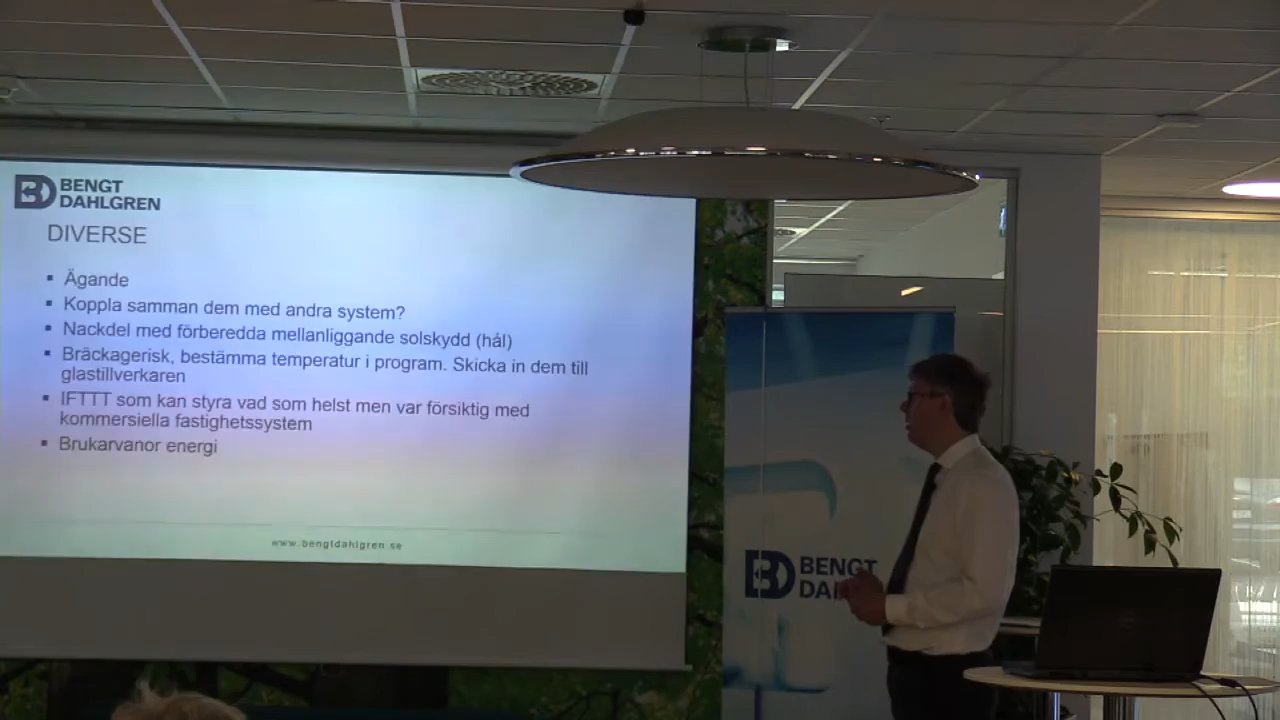 BENGT
DAHLGREN
DIVERSE
▪ Ägande
▪ Koppla samman dem med andra system?
▪ Nackdel med förberedda mellanliggande solskydd (hål)
▪ Bräckagerisk, bestämma temperatur i program. Skicka in dem till
glastillverkaren
▪ IFTTT som kan styra vad som helst men var försiktig med
kommersiella fastighetssystem
▪ Brukarvanor energi
www.bengtdahlgren.se
BENGT